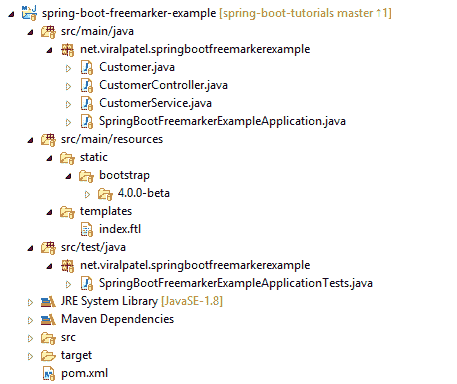 spring-boot-freemarker-example [spring-boot-tutorials master ↑1]
src/main/java
net.viralpatel.springbootfreemarkerexample
Customer.java
CustomerController.java
CustomerService.java
SpringBootFreemarkerExampleApplication.java
src/main/resources
static
bootstrap
4.0.0-beta
templates
index.ftl
src/test/java
net.viralpatel.springbootfreemarkerexample
SpringBootFreemarkerExampleApplicationTests.java
JRE System Library [JavaSE-1.8]
Maven Dependencies
src
target
pom.xml